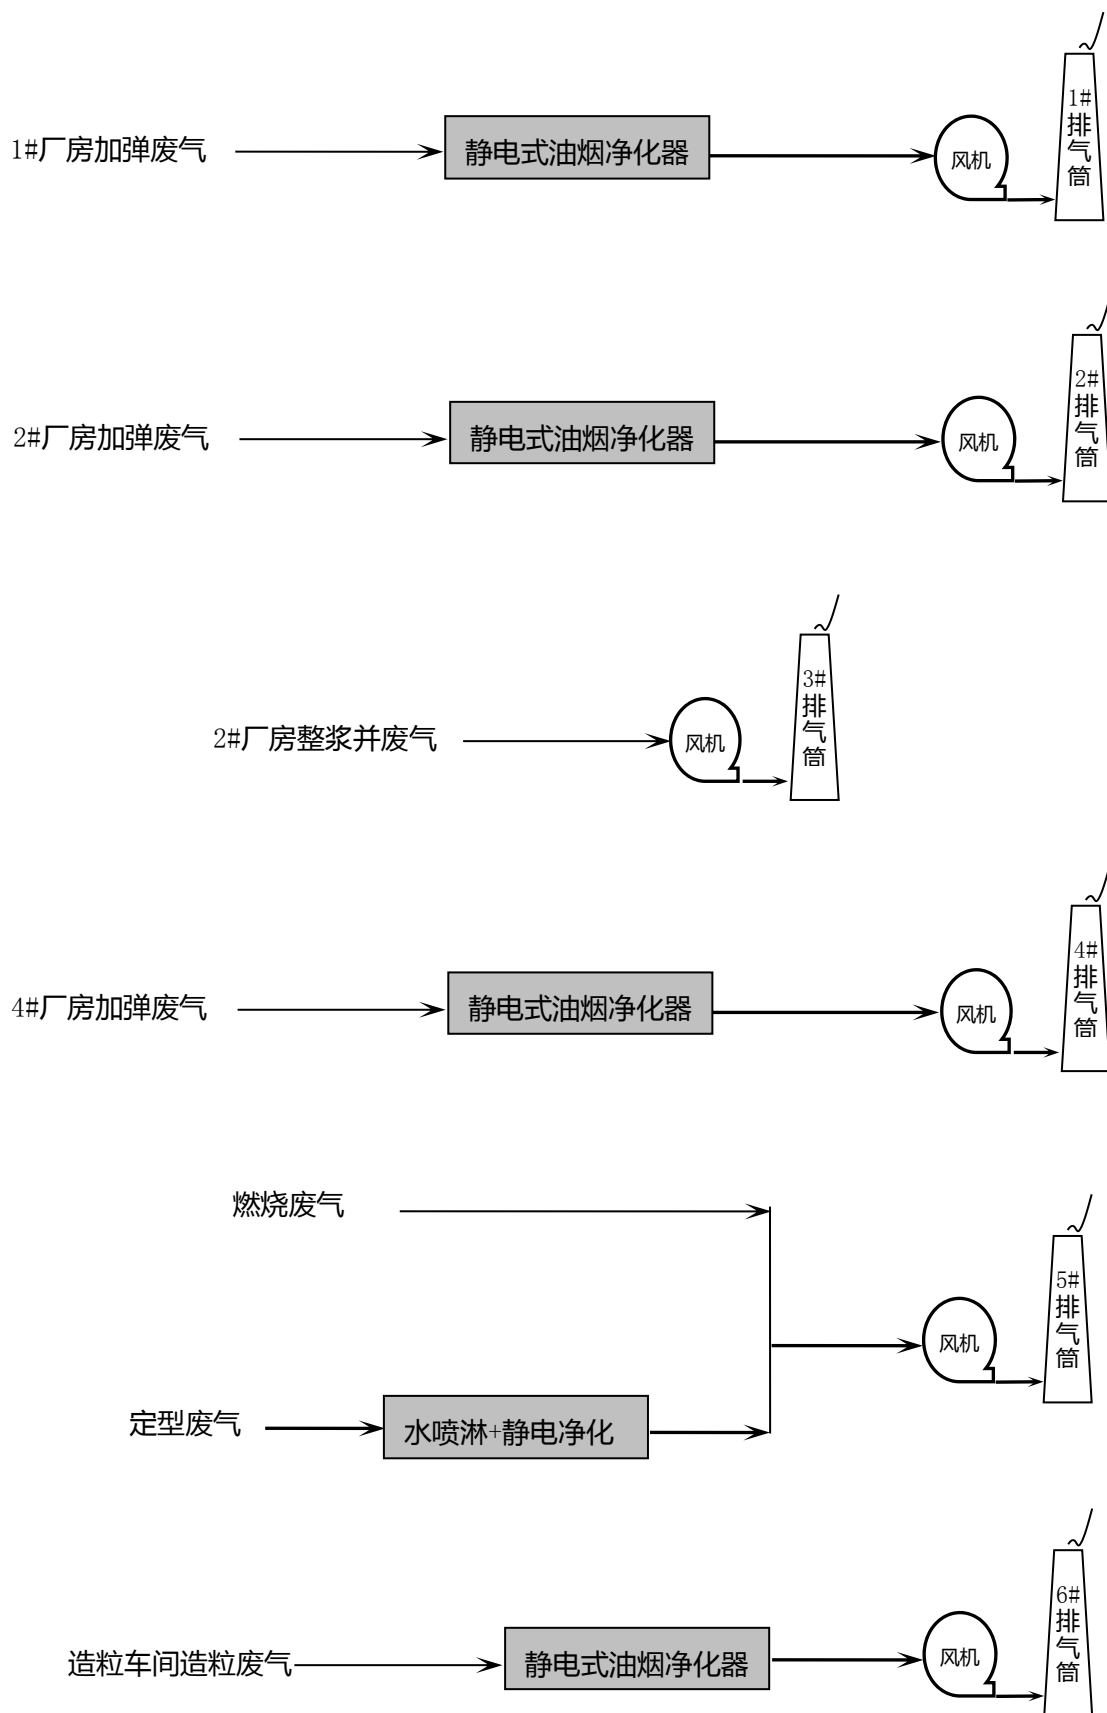 1#厂房加弹废气
静电式油烟净化器
风机
1#
排
气
筒
2#厂房加弹废气
静电式油烟净化器
风机
2#
排
气
筒
2#厂房整浆并废气
风机
3#
排
气
筒
4#厂房加弹废气
静电式油烟净化器
风机
4#
排
气
筒
燃烧废气
定型废气
水喷淋+静电净化
风机
5#
排
气
筒
造粒车间造粒废气
静电式油烟净化器
风机
6#
排
气
筒